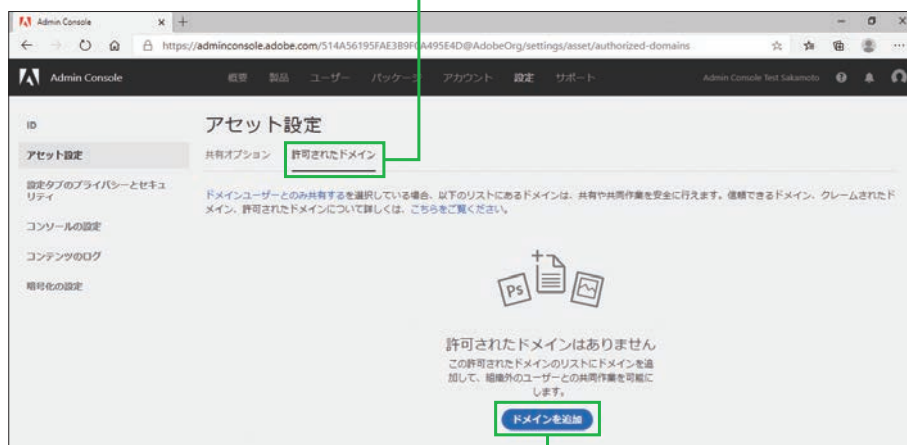 Admin Console
https://adminconsole.adobe.com/514A56195FAE3B9F0A495E4D@AdobeOrg/settings/asset/authorized-domains
Admin Console 概要 製品 ユーザー パッケージ アカウント 設定 サポート Admin Console Test Sakamoto
ID
アセット設定
設定タブのプライバシーとセキュ
リティ
コンソールの設定
コンテンツのログ
暗号化の設定
アセット設定
共有オプション 許可されたドメイン
ドメインユーザーとのみ共有するを選択している場合、以下のリストにあるドメインは、共有や共同作業を安全に行えます。信頼できるドメイン、クレームされたド
メイン、許可されたドメインについて詳しくは、こちらをご覧ください。
Ps
許可されたドメインはありません
この許可されたドメインのリストにドメインを追
加して、組織外のユーザーとの共同作業を可能に
します。
ドメインを追加